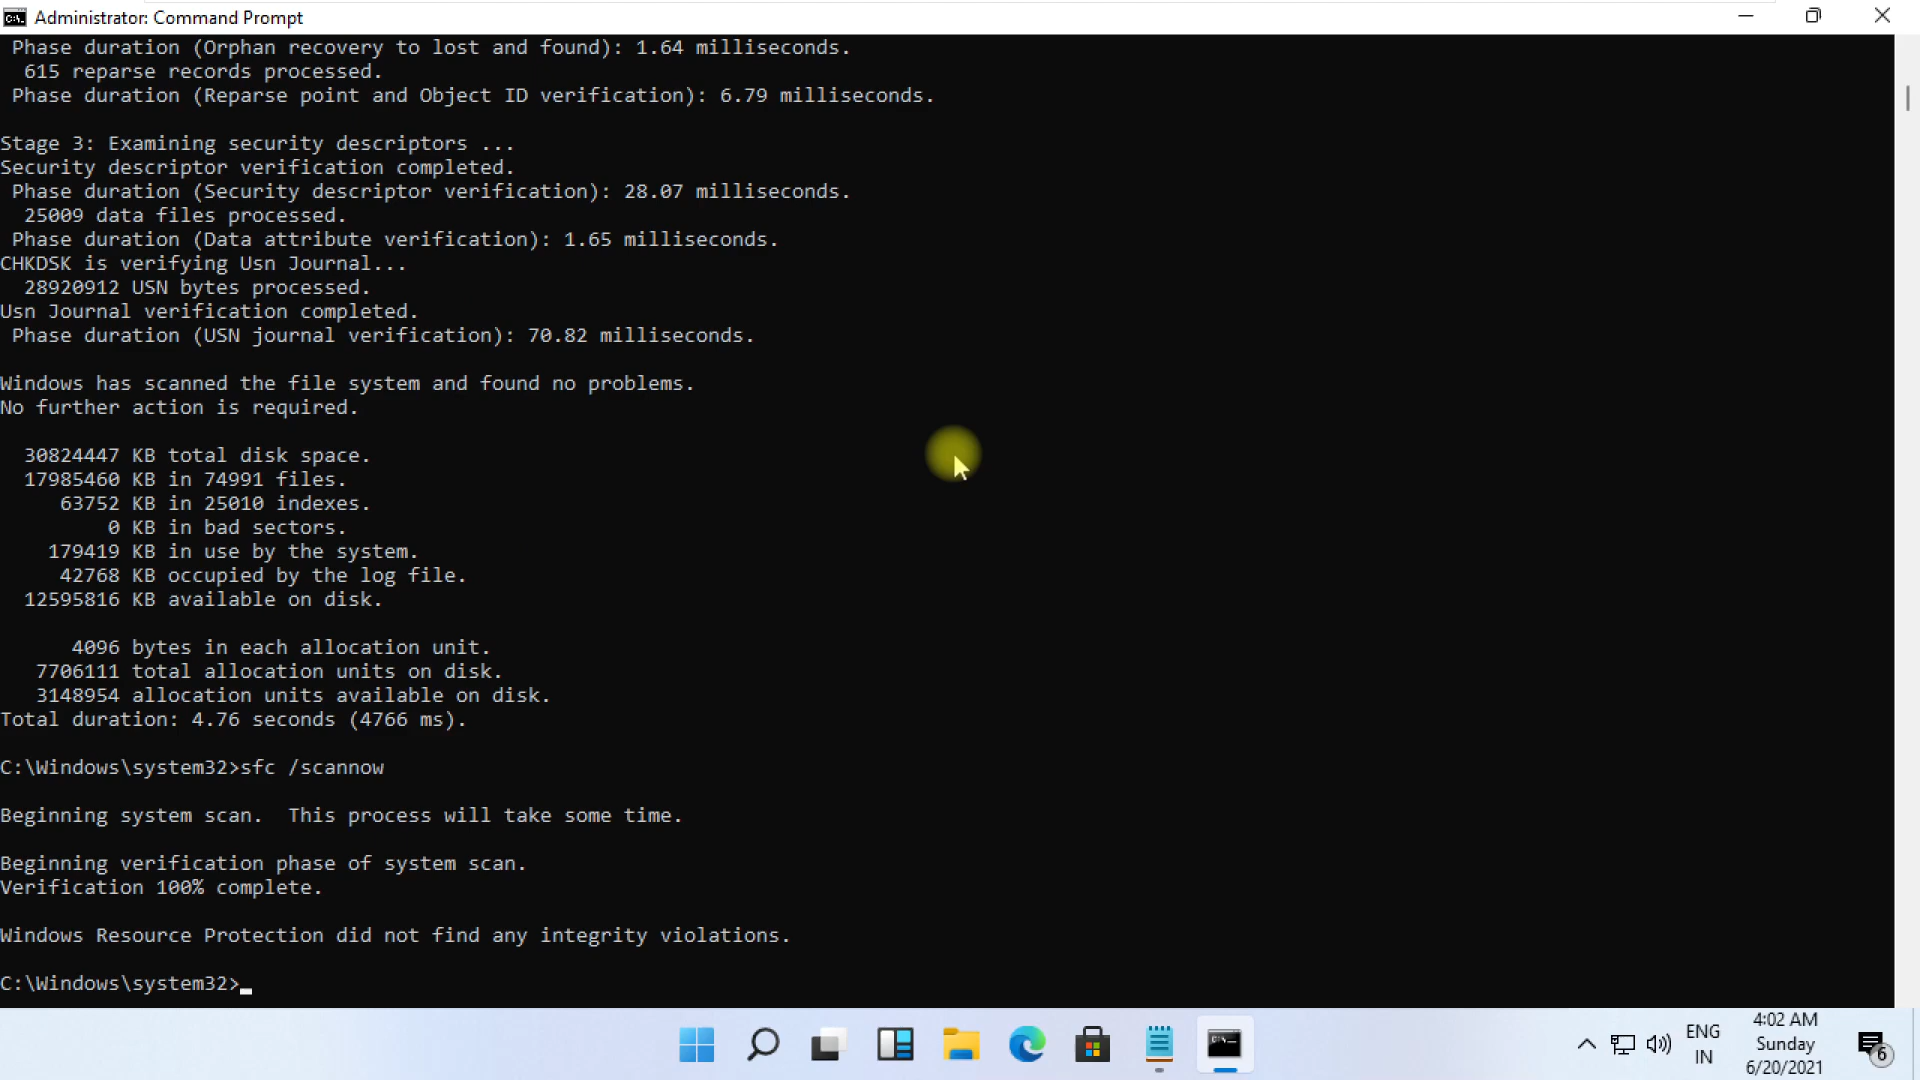 Administrator: Command Prompt
Phase duration (Orphan recovery to lost and found): 1.64 milliseconds.
615 reparse records processed.
Phase duration (Reparse point and Object ID verification): 6.79 milliseconds.
Stage 3: Examining security descriptors ...
Security descriptor verification completed.
Phase duration (Security descriptor verification): 28.07 milliseconds.
25009 data files processed.
Phase duration (Data attribute verification): 1.65 milliseconds.
CHKDSK is verifying Usn Journal...
28920912 USN bytes processed.
Usn Journal verification completed.
Phase duration (USN journal verification): 70.82 milliseconds.
Windows has scanned the file system and found no problems.
No further action is required.
30824447 KB total disk space.
17985460 KB in 74991 files.
63752 KB in 25010 indexes.
0 KB in bad sectors.
179419 KB in use by the system.
42768 KB occupied by the log file.
12595816 KB available on disk.
4096 bytes in each allocation unit.
7706111 total allocation units on disk.
3148954 allocation units available on disk.
Total duration: 4.76 seconds (4766 ms).
C:\Windows\system32>sfc /scannow
Beginning system scan.  This process will take some time.
Beginning verification phase of system scan.
Verification 100% complete.
Windows Resource Protection did not find any integrity violations.
C:\Windows\system32>
ENG
IN
4:02 AM
Sunday
6/20/2021
6